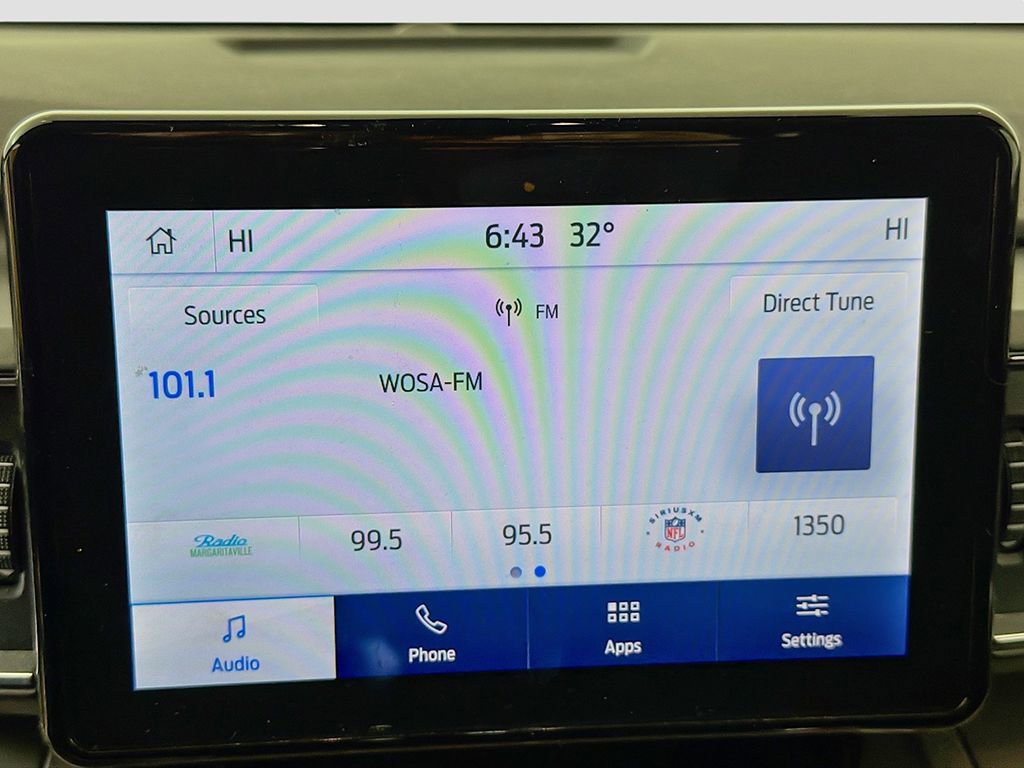 HI 6:43 32° HI
Sources FM Direct Tune
101.1 WOSA-FM
Radio MARGARITAVILLE 99.5 95.5 SIRIUSXM NFL RADIO 1350
Audio Phone Apps Settings